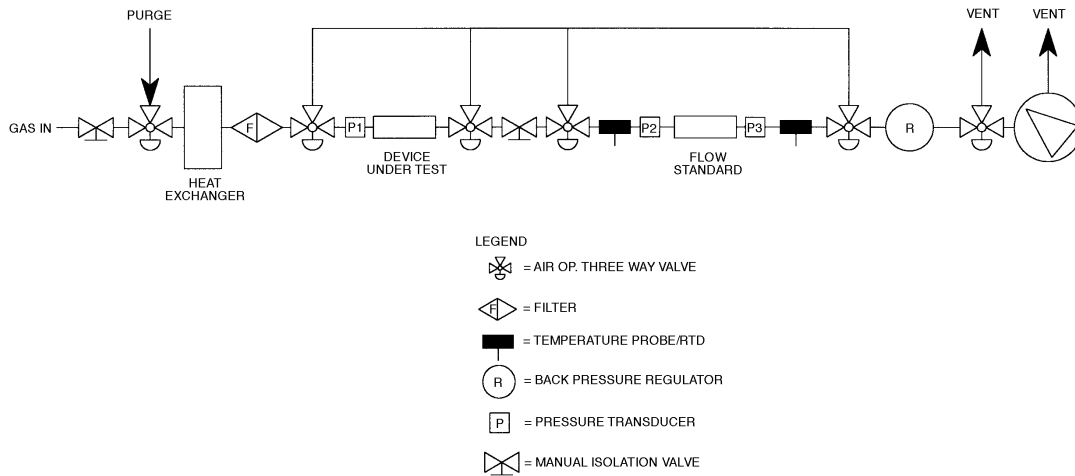 PURGE
VENT
VENT
GAS IN
F
P1
P2
P3
R
HEAT
EXCHANGER
DEVICE
UNDER TEST
FLOW
STANDARD
LEGEND
= AIR OP. THREE WAY VALVE
F = FILTER
= TEMPERATURE PROBE/RTD
R = BACK PRESSURE REGULATOR
P = PRESSURE TRANSDUCER
= MANUAL ISOLATION VALVE